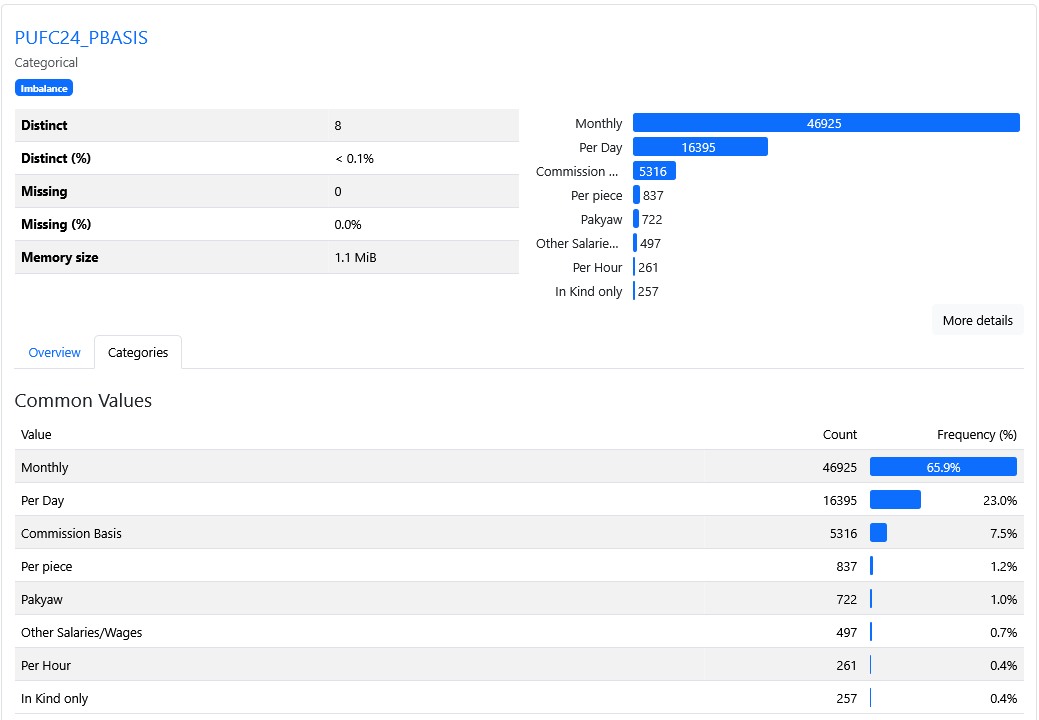 PUFC24_PBASIS
Categorical
Imbalance
Distinct 8
Distinct (%) < 0.1%
Missing 0
Missing (%) 0.0%
Memory size 1.1 MiB
Monthly 46925
Per Day 16395
Commission ... 5316
Per piece 837
Pakyaw 722
Other Salarie... 497
Per Hour 261
In Kind only 257
More details
Overview Categories
Common Values
Value Count Frequency (%)
Monthly 46925 65.9%
Per Day 16395 23.0%
Commission Basis 5316 7.5%
Per piece 837 1.2%
Pakyaw 722 1.0%
Other Salaries/Wages 497 0.7%
Per Hour 261 0.4%
In Kind only 257 0.4%